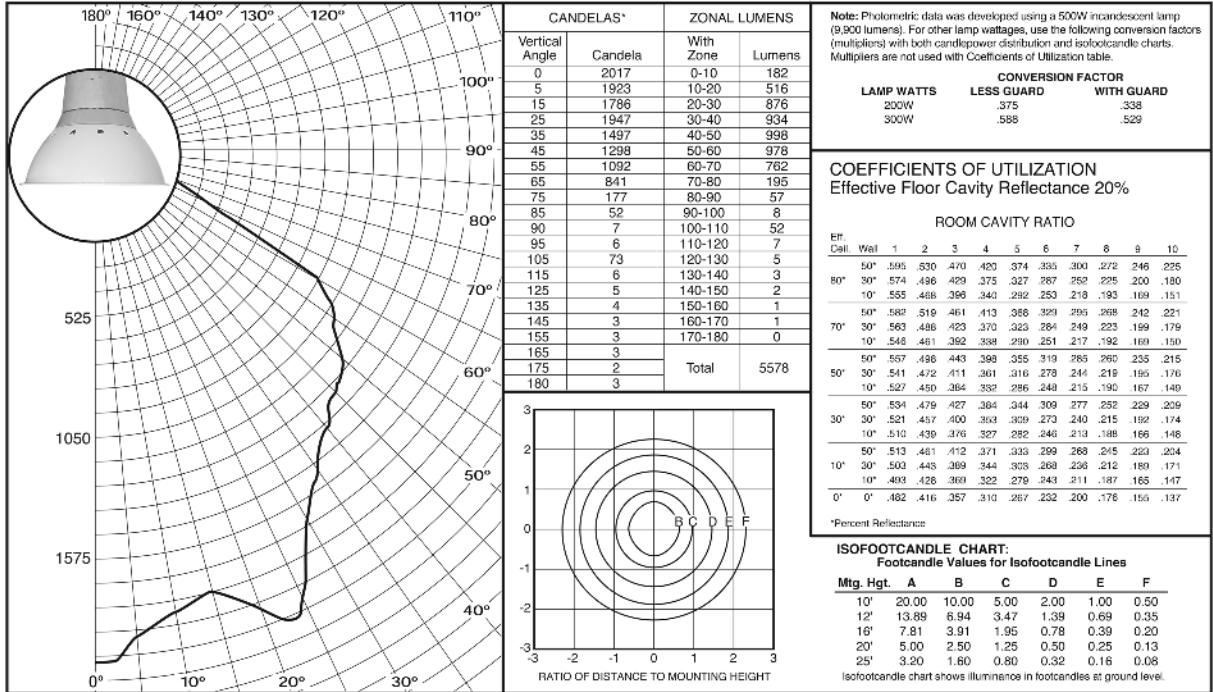 180° 160° 140° 120° 110°
100°
90°
80°
70°
60°
50°
40°
525
1050
1575
0° 10° 20° 30°
CANDELAS* ZONAL LUMENS
Vertical Angle Candela With Zone Lumens
0 2017 0-10 182
5 1923 10-20 516
15 1786 20-30 876
25 1947 30-40 934
35 1497 40-50 998
45 1298 50-60 978
55 1092 60-70 762
65 841 70-80 195
75 177 80-90 57
85 52 90-100 8
90 7 100-110 52
95 6 110-120 7
105 73 120-130 5
115 6 130-140 3
125 5 140-150 2
135 4 150-160 1
145 3 160-170 1
155 3 170-180 0
165 3
175 2 Total 5578
180 3
3
2
1
0 B C D E F
-1
-2
-3
-3 -2 -1 0 1 2 3
RATIO OF DISTANCE TO MOUNTING HEIGHT
Note: Photometric data was developed using a 500W incandescent lamp
(9,900 lumens). For other lamp wattages, use the following conversion factors
(multipliers) with both candlepower distribution and isofootcandle charts.
Multipliers are not used with Coefficients of Utilization table.
CONVERSION FACTOR
LAMP WATTS LESS GUARD WITH GUARD
200W .375 .338
300W .588 .529
COEFFICIENTS OF UTILIZATION
Effective Floor Cavity Reflectance 20%
ROOM CAVITY RATIO
Eff.
Ceil. Wall 1 2 3 4 5 6 7 8 9 10
50* .595 .530 .470 .420 .374 .335 .300 .272 .246 .225
80* 30* .574 .496 .429 .375 .327 .287 .252 .225 .200 .180
10* .555 .468 .396 .340 .292 .253 .218 .193 .169 .151
50* .582 .519 .461 .413 .368 .329 .295 .268 .242 .221
70* 30* .563 .488 .423 .370 .323 .284 .249 .223 .199 .179
10* .546 .461 .392 .338 .290 .251 .217 .192 .169 .150
50* .557 .498 .443 .398 .355 .319 .285 .260 .235 .215
50* 30* .541 .472 .411 .361 .316 .278 .244 .219 .195 .176
10* .527 .450 .384 .332 .286 .248 .215 .190 .167 .149
50* .534 .479 .427 .384 .344 .309 .277 .252 .229 .209
30* 30* .521 .457 .400 .353 .309 .273 .240 .215 .192 .174
10* .510 .439 .376 .327 .282 .246 .213 .188 .166 .148
50* .513 .461 .412 .371 .333 .299 .268 .245 .223 .204
10* 30* .503 .443 .389 .344 .303 .268 .236 .212 .189 .171
10* .493 .428 .369 .322 .279 .243 .211 .187 .165 .147
0* 0* .482 .416 .357 .310 .267 .232 .200 .176 .155 .137
*Percent Reflectance
ISOFOOTCANDLE CHART:
Footcandle Values for Isofootcandle Lines
Mtg. Hgt. A B C D E F
10' 20.00 10.00 5.00 2.00 1.00 0.50
12' 13.89 6.94 3.47 1.39 0.69 0.35
16' 7.81 3.91 1.95 0.78 0.39 0.20
20' 5.00 2.50 1.25 0.50 0.25 0.13
25' 3.20 1.60 0.80 0.32 0.16 0.08
Isofootcandle chart shows illuminance in footcandles at ground level.